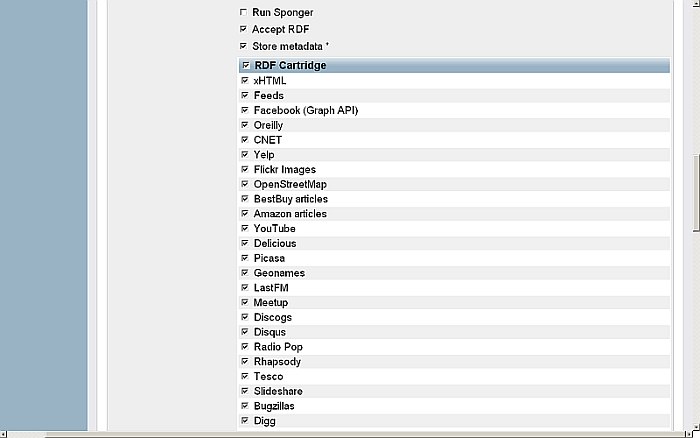 Run Sponger
Accept RDF
Store metadata *
RDF Cartridge
xHTML
Feeds
Facebook (Graph API)
Oreilly
CNET
Yelp
Flickr Images
OpenStreetMap
BestBuy articles
Amazon articles
YouTube
Delicious
Picasa
Geonames
LastFM
Meetup
Discogs
Disqus
Radio Pop
Rhapsody
Tesco
Slideshare
Bugzillas
Digg